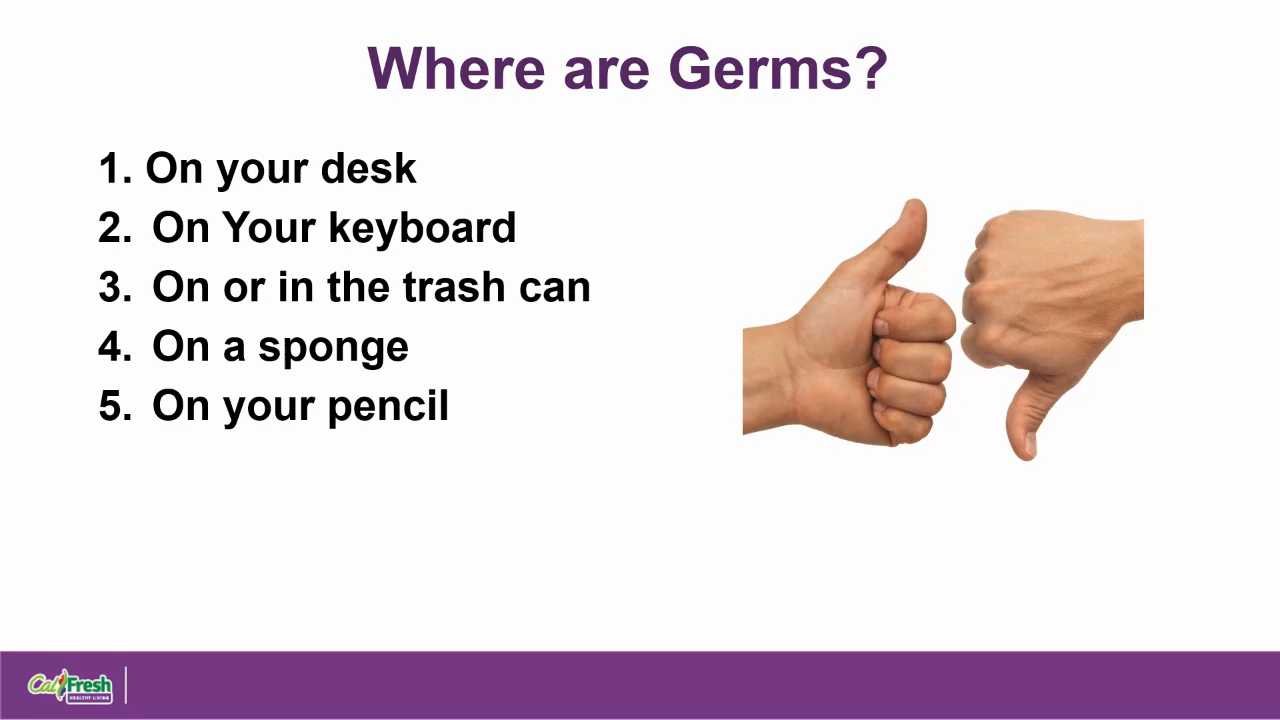 Where are Germs?
1. On your desk
2. On Your keyboard
3. On or in the trash can
4. On a sponge
5. On your pencil
CalFresh
HEALTHY LIVING